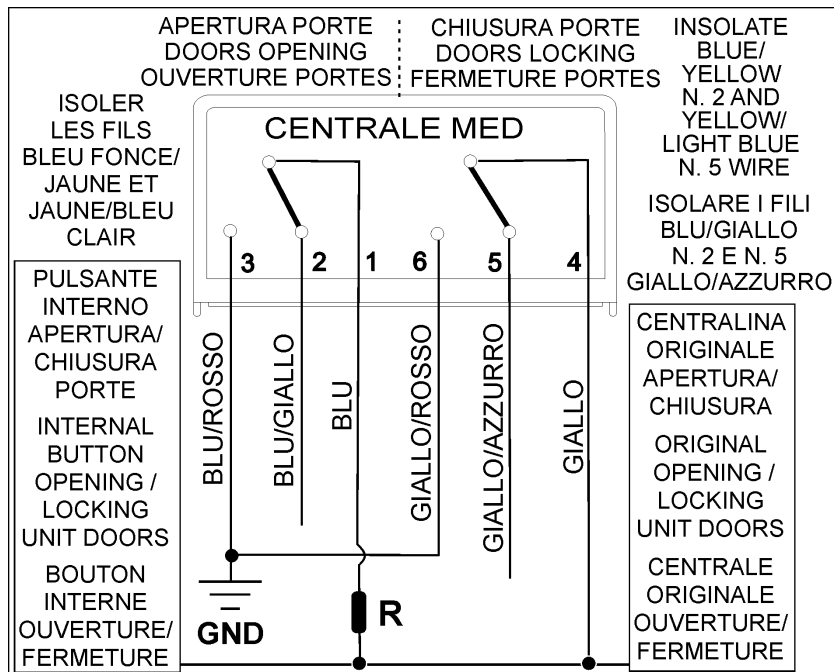 APERTURA PORTE
DOORS OPENING
OUVERTURE PORTES
CHIUSURA PORTE
DOORS LOCKING
FERMETURE PORTES
INSOLATE
BLUE/
YELLOW
N. 2 AND
YELLOW/
LIGHT BLUE
N. 5 WIRE
ISOLARE I FILI
BLU/GIALLO
N. 2 E N. 5
GIALLO/AZZURRO
ISOLER
LES FILS
BLEU FONCE/
JAUNE ET
JAUNE/BLEU
CLAIR
CENTRALE MED
3 2 1 6 5 4
BLU/ROSSO
BLU/GIALLO
BLU
GIALLO/ROSSO
GIALLO/AZZURRO
GIALLO
PULSANTE
INTERNO
APERTURA/
CHIUSURA
PORTE
INTERNAL
BUTTON
OPENING /
LOCKING
UNIT DOORS
BOUTON
INTERNE
OUVERTURE/
FERMETURE
GND
R
CENTRALINA
ORIGINALE
APERTURA/
CHIUSURA
ORIGINAL
OPENING /
LOCKING
UNIT DOORS
CENTRALE
ORIGINALE
OUVERTURE/
FERMETURE